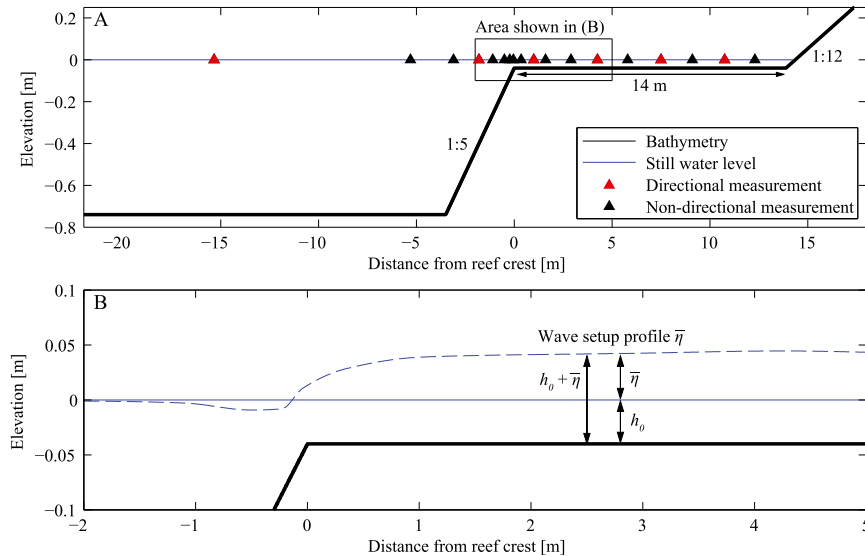 A
Area shown in (B)
0.2
0
−0.2
−0.4
−0.6
−0.8
Elevation [m]
1:5
14 m
1:12
Bathymetry
Still water level
Directional measurement
Non-directional measurement
−20 −15 −10 −5 0 5 10 15
Distance from reef crest [m]
B
0.1
0.05
0
−0.05
−0.1
Elevation [m]
Wave setup profile η̅
h₀ + η̅
η̅
h₀
−2 −1 0 1 2 3 4 5
Distance from reef crest [m]